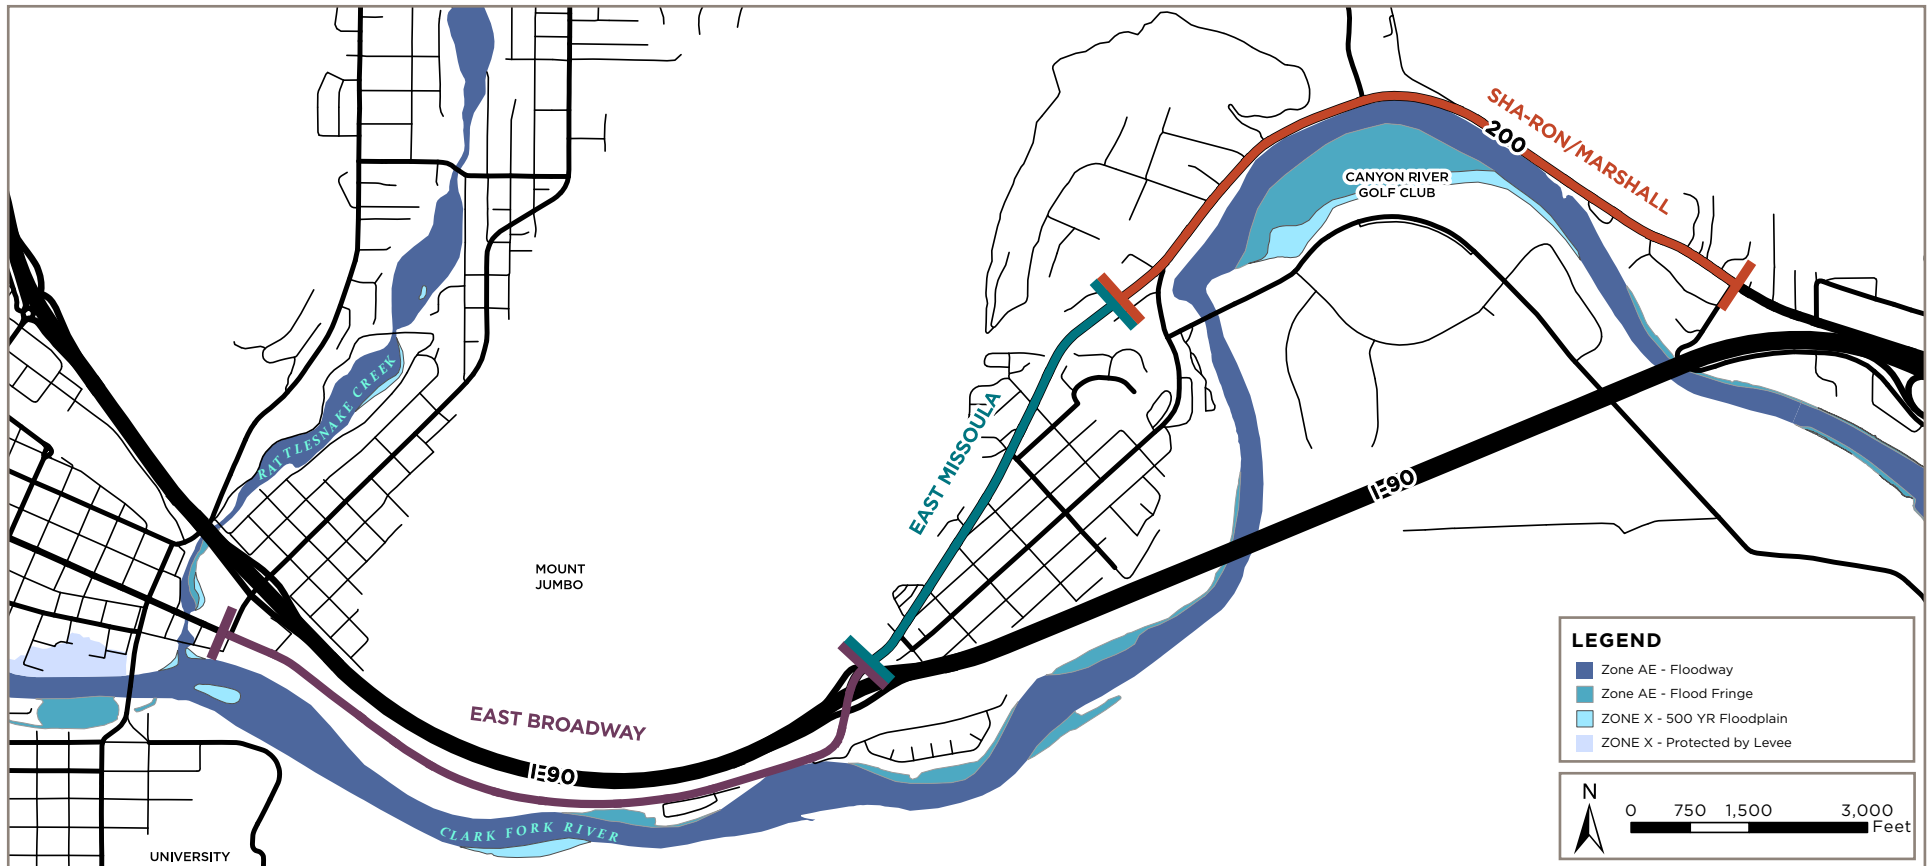 SHA-RON/MARSHALL
200
CANYON RIVER
GOLF CLUB
RATTLESNAKE CREEK
EAST MISSOULA
I-90
MOUNT
JUMBO
EAST BROADWAY
I-90
CLARK FORK RIVER
UNIVERSITY
LEGEND
Zone AE - Floodway
Zone AE - Flood Fringe
ZONE X - 500 YR Floodplain
ZONE X - Protected by Levee
N
0 750 1,500 3,000
Feet